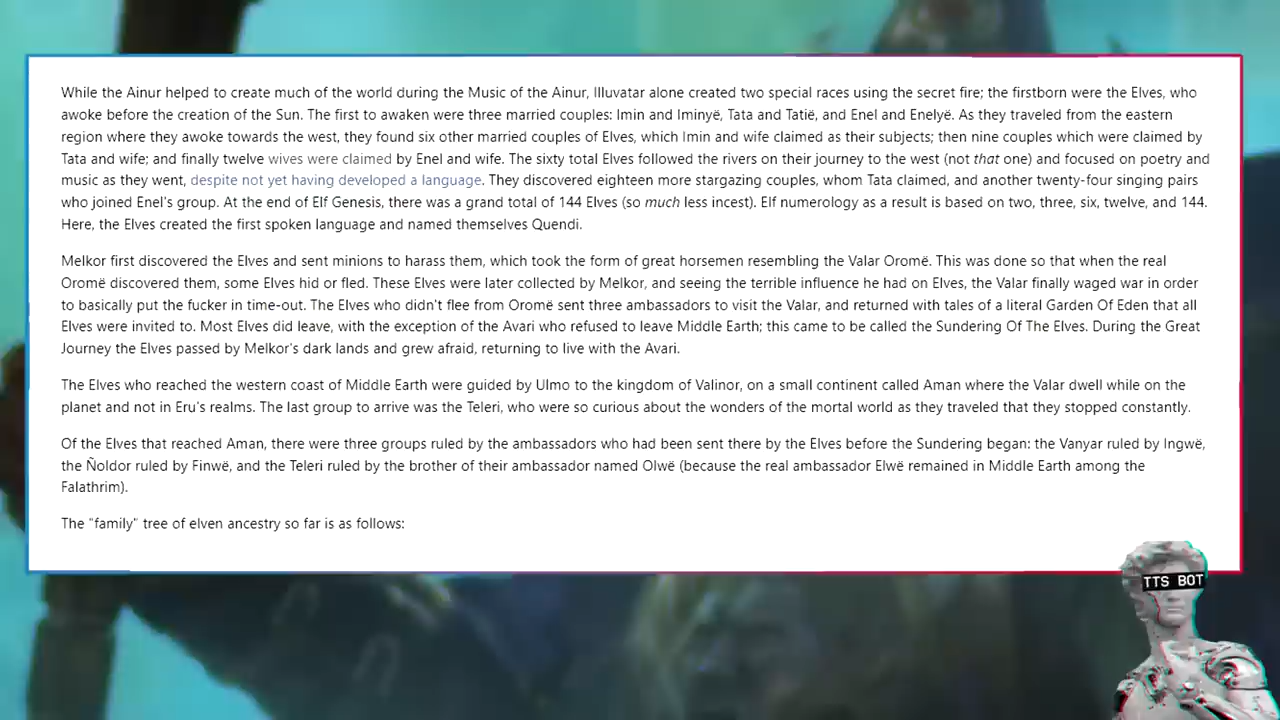 While the Ainur helped to create much of the world during the Music of the Ainur, Illuvatar alone created two special races using the secret fire; the firstborn were the Elves, who
awoke before the creation of the Sun. The first to awaken were three married couples: Imin and Iminyë, Tata and Tatië, and Enel and Enelyë. As they traveled from the eastern
region where they awoke towards the west, they found six other married couples of Elves, which Imin and wife claimed as their subjects; then nine couples which were claimed by
Tata and wife; and finally twelve wives were claimed by Enel and wife. The sixty total Elves followed the rivers on their journey to the west (not that one) and focused on poetry and
music as they went, despite not yet having developed a language. They discovered eighteen more stargazing couples, whom Tata claimed, and another twenty-four singing pairs
who joined Enel's group. At the end of Elf Genesis, there was a grand total of 144 Elves (so much less incest). Elf numerology as a result is based on two, three, six, twelve, and 144.
Here, the Elves created the first spoken language and named themselves Quendi.
Melkor first discovered the Elves and sent minions to harass them, which took the form of great horsemen resembling the Valar Oromë. This was done so that when the real
Oromë discovered them, some Elves hid or fled. These Elves were later collected by Melkor, and seeing the terrible influence he had on Elves, the Valar finally waged war in order
to basically put the fucker in time-out. The Elves who didn't flee from Oromë sent three ambassadors to visit the Valar, and returned with tales of a literal Garden Of Eden that all
Elves were invited to. Most Elves did leave, with the exception of the Avari who refused to leave Middle Earth; this came to be called the Sundering Of The Elves. During the Great
Journey the Elves passed by Melkor's dark lands and grew afraid, returning to live with the Avari.
The Elves who reached the western coast of Middle Earth were guided by Ulmo to the kingdom of Valinor, on a small continent called Aman where the Valar dwell while on the
planet and not in Eru's realms. The last group to arrive was the Teleri, who were so curious about the wonders of the mortal world as they traveled that they stopped constantly.
Of the Elves that reached Aman, there were three groups ruled by the ambassadors who had been sent there by the Elves before the Sundering began: the Vanyar ruled by Ingwë,
the Ñoldor ruled by Finwë, and the Teleri ruled by the brother of their ambassador named Olwë (because the real ambassador Elwë remained in Middle Earth among the
Falathrim).
The "family" tree of elven ancestry so far is as follows:
TTS BOT